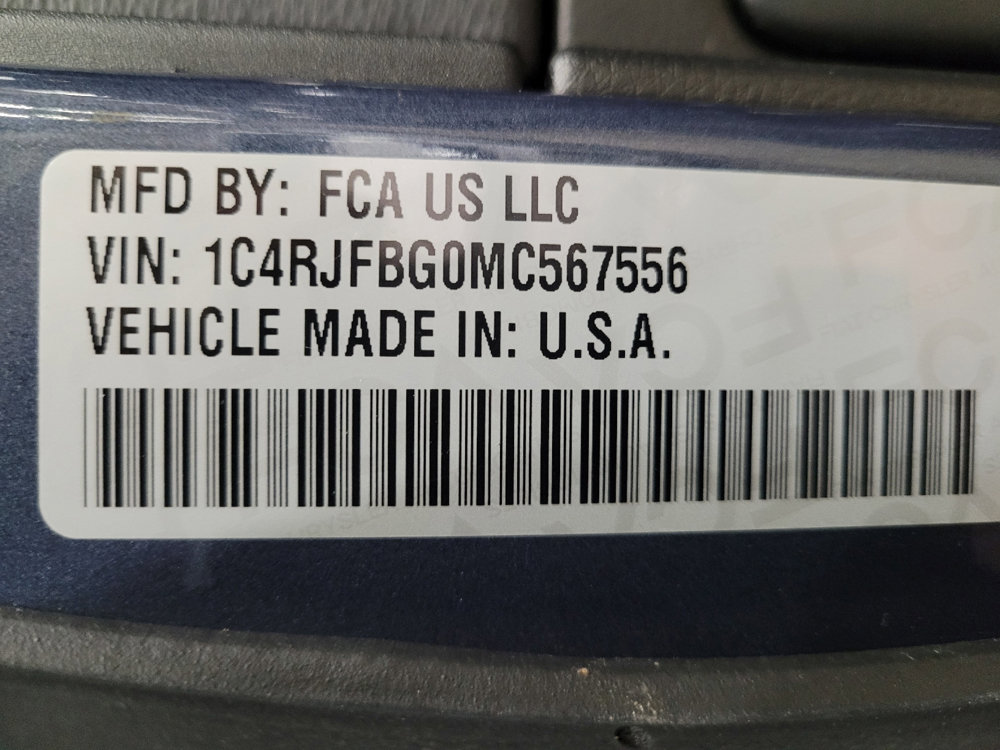 MFD BY: FCA US LLC
VIN: 1C4RJFBG0MC567556
VEHICLE MADE IN: U.S.A.